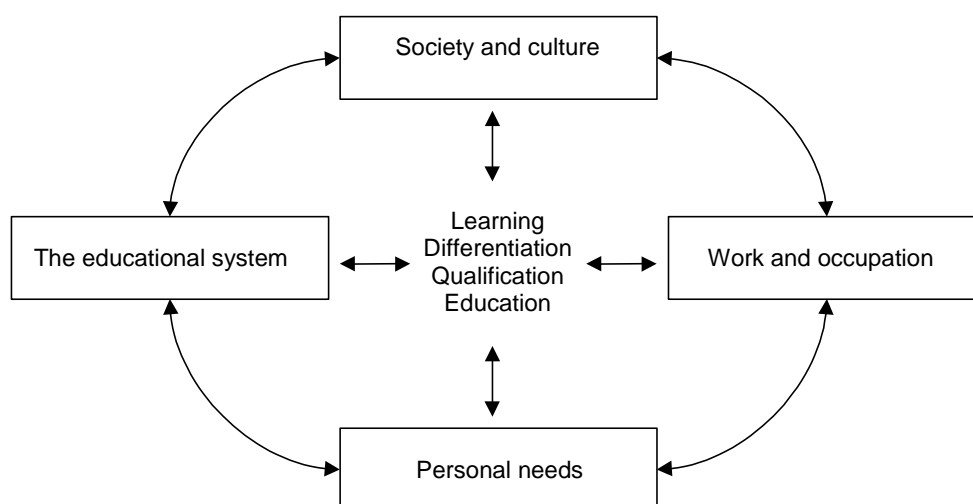 Society and culture
The educational system
Learning
Differentiation
Qualification
Education
Work and occupation
Personal needs